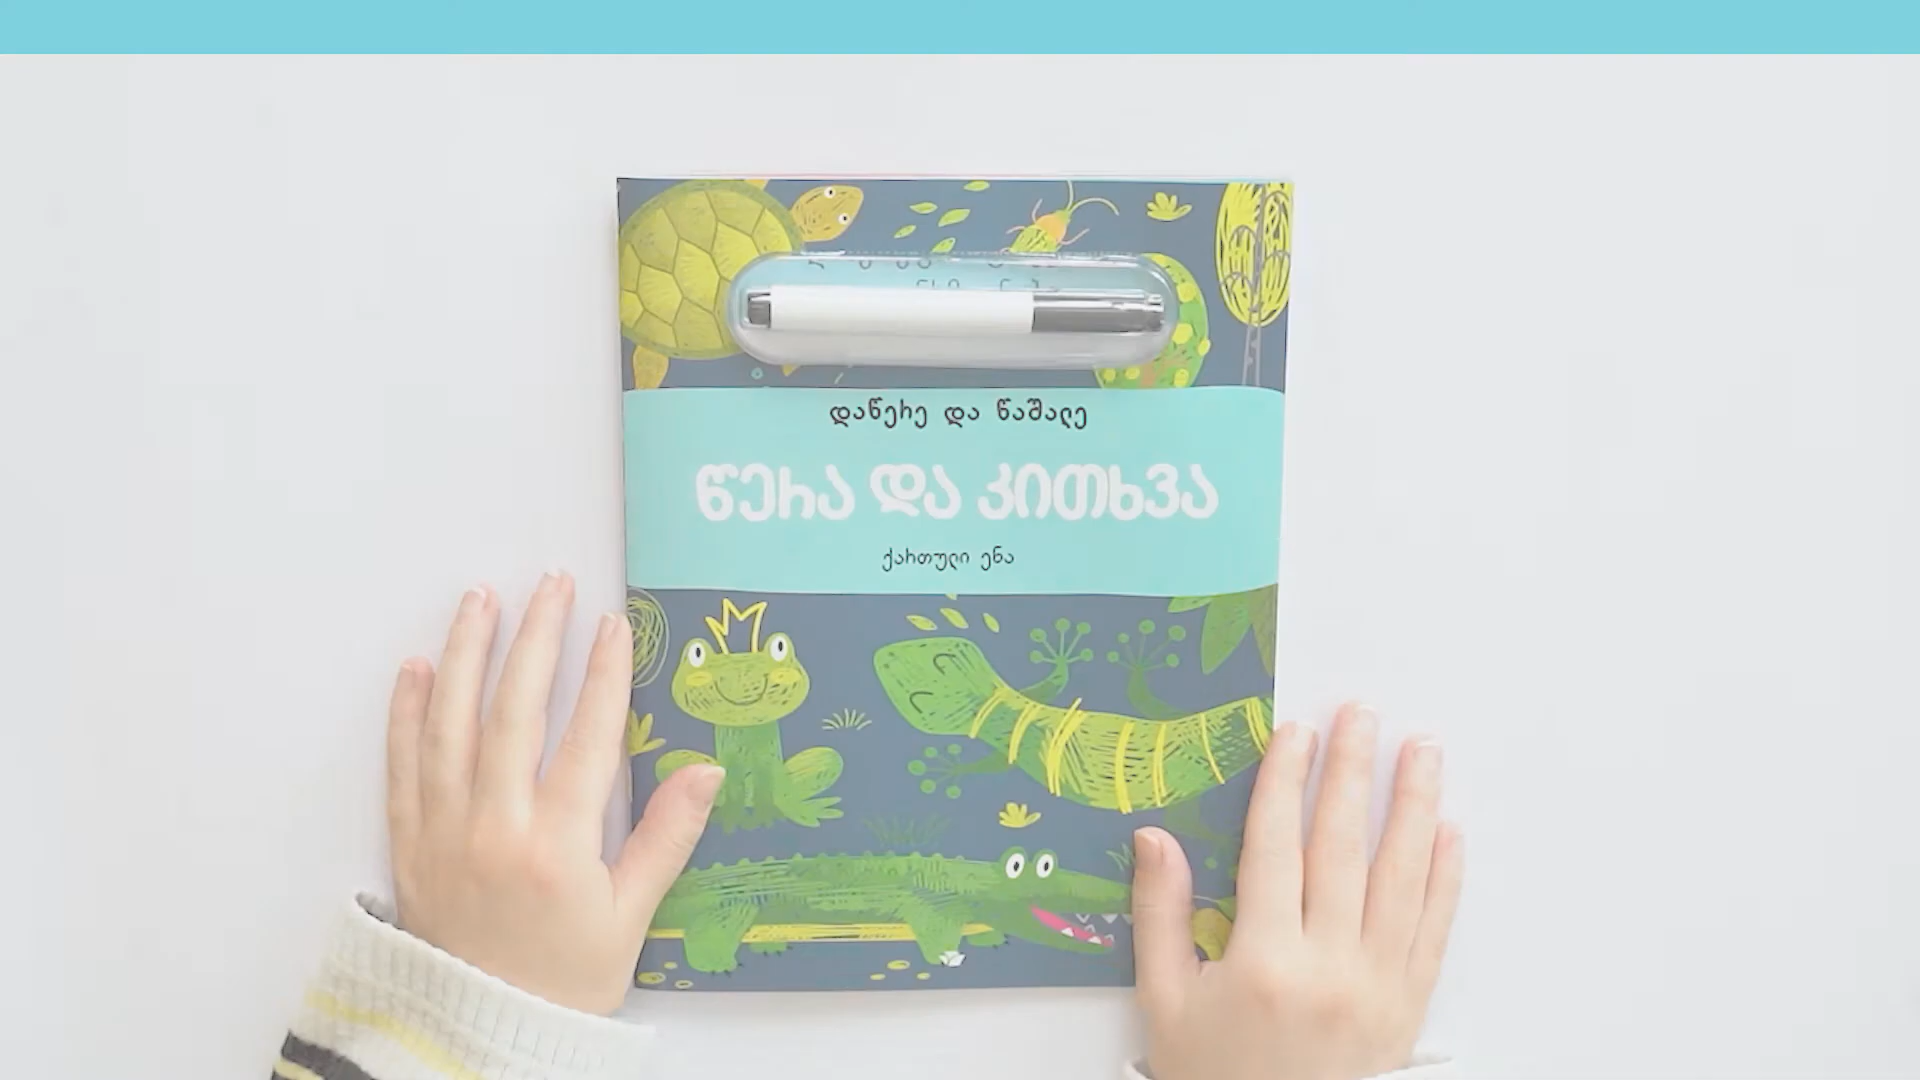 დაწერე და წაშალე
წერა და კითხვა
ქართული ენა